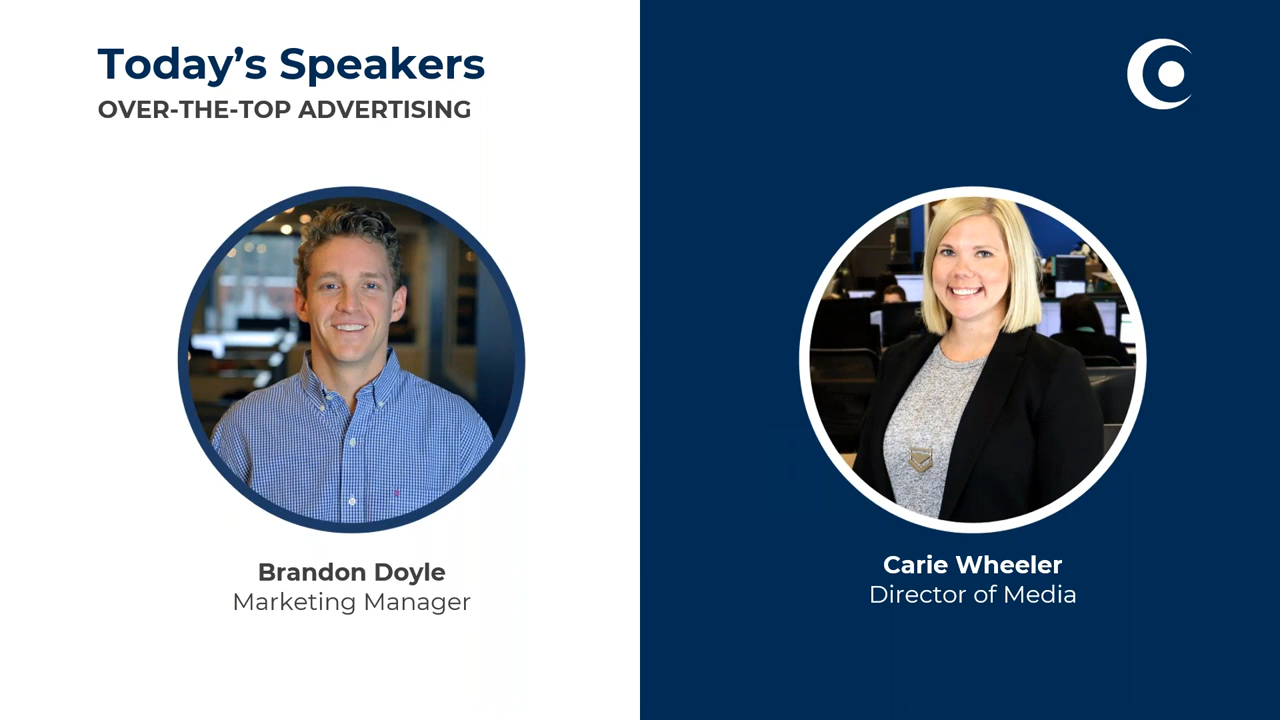 Today’s Speakers
OVER-THE-TOP ADVERTISING
Brandon Doyle
Marketing Manager
Carie Wheeler
Director of Media